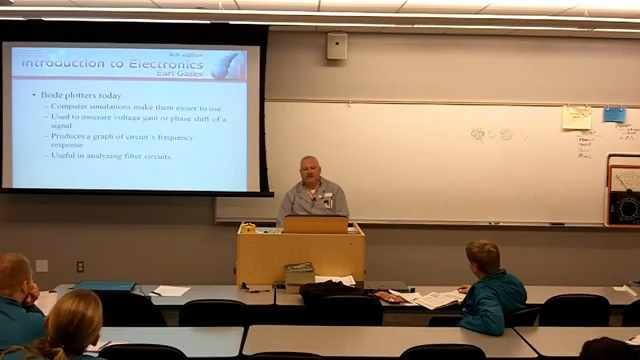 Introduction to Electronics
Earl Gates
• Bode plotters today
– Computer simulations make them easier to use.
– Used to measure voltage gain or phase shift of a
signal.
– Produces a graph of circuit's frequency
response.
– Useful in analyzing filter circuits